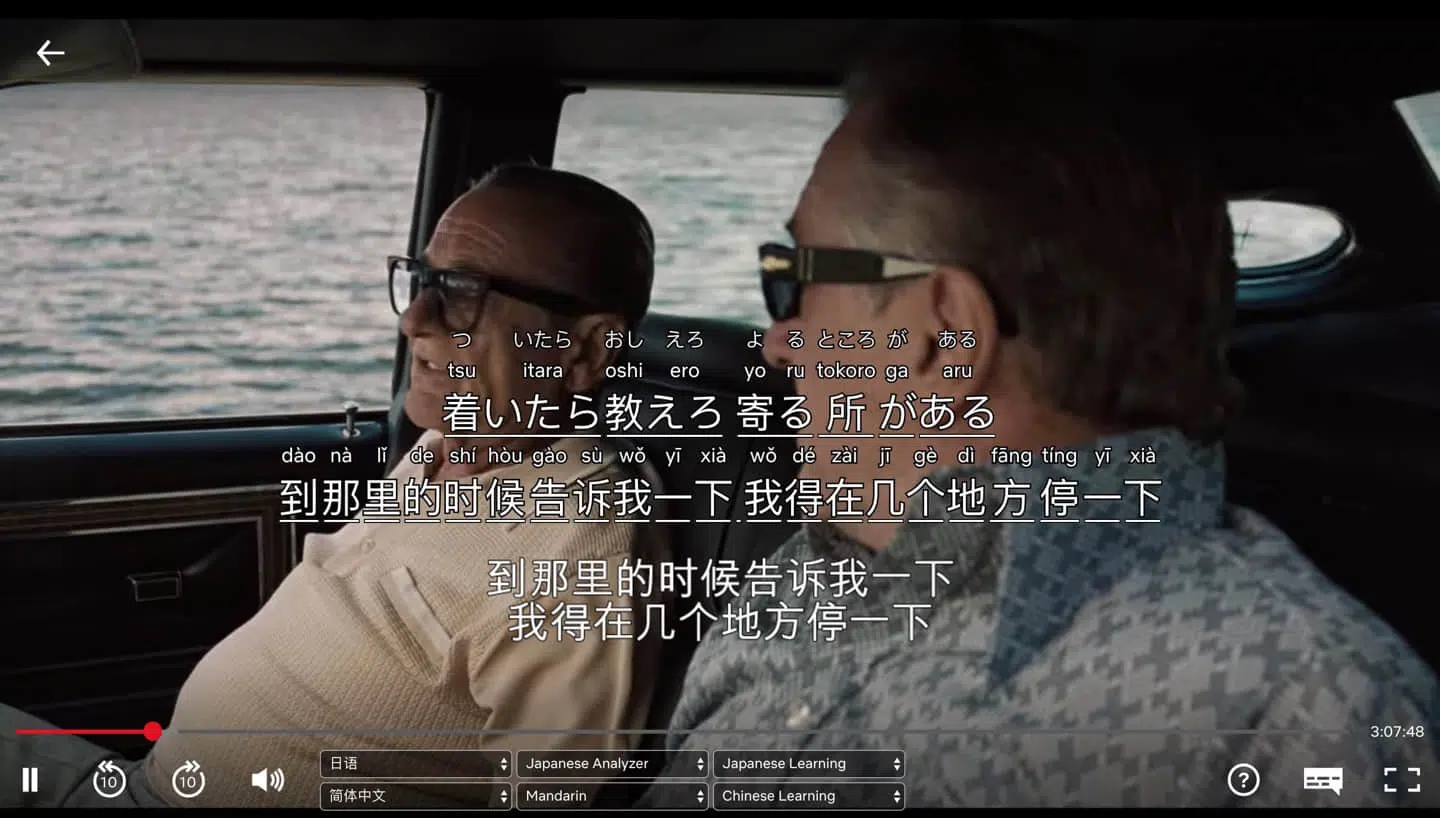 つ いたら おし えろ よ る ところ が ある
tsu itara oshi ero yo ru tokoro ga aru
着いたら教えろ 寄る 所 がある
dào nà lǐ de shí hòu gào sù wǒ yī xià wǒ dé zài jī gè dì fāng tíng yī xià
到那里的时候告诉我一下 我得在几个地方停一下
到那里的时候告诉我一下
我得在几个地方停一下
3:07:48
10 10
日语 Japanese Analyzer Japanese Learning
?
简体中文 Mandarin Chinese Learning